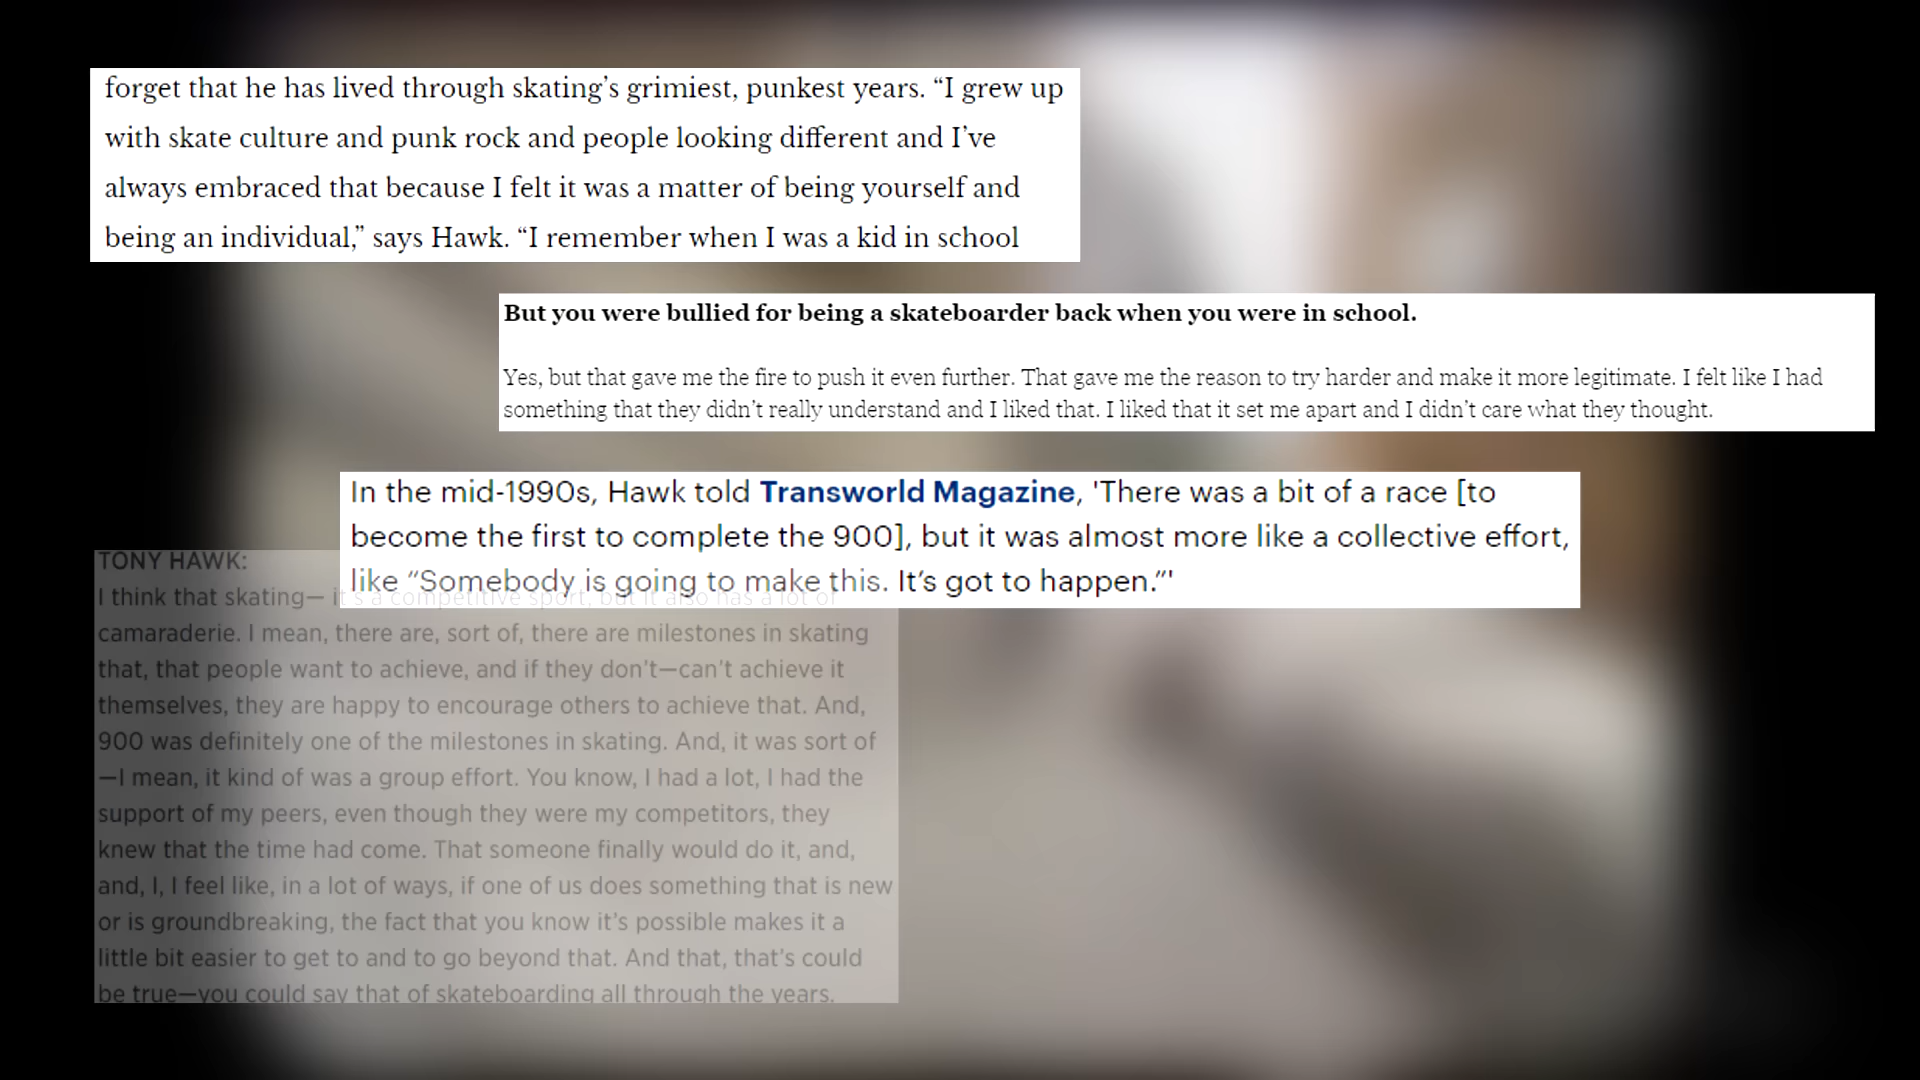 forget that he has lived through skating’s grimiest, punkest years. “I grew up
with skate culture and punk rock and people looking different and I’ve
always embraced that because I felt it was a matter of being yourself and
being an individual,” says Hawk. “I remember when I was a kid in school
But you were bullied for being a skateboarder back when you were in school.
Yes, but that gave me the fire to push it even further. That gave me the reason to try harder and make it more legitimate. I felt like I had
something that they didn’t really understand and I liked that. I liked that it set me apart and I didn’t care what they thought.
In the mid-1990s, Hawk told Transworld Magazine, 'There was a bit of a race [to
become the first to complete the 900], but it was almost more like a collective effort,
like “Somebody is going to make this. It’s got to happen.”'
TONY HAWK:
I think that skating— it’s a competitive sport, but it also has a lot of
camaraderie. I mean, there are, sort of, there are milestones in skating
that, that people want to achieve, and if they don’t—can’t achieve it
themselves, they are happy to encourage others to achieve that. And,
900 was definitely one of the milestones in skating. And, it was sort of
—I mean, it kind of was a group effort. You know, I had a lot, I had the
support of my peers, even though they were my competitors, they
knew that the time had come. That someone finally would do it, and,
and, I, I feel like, in a lot of ways, if one of us does something that is new
or is groundbreaking, the fact that you know it’s possible makes it a
little bit easier to get to and to go beyond that. And that, that’s could
be true—you could say that of skateboarding all through the years.